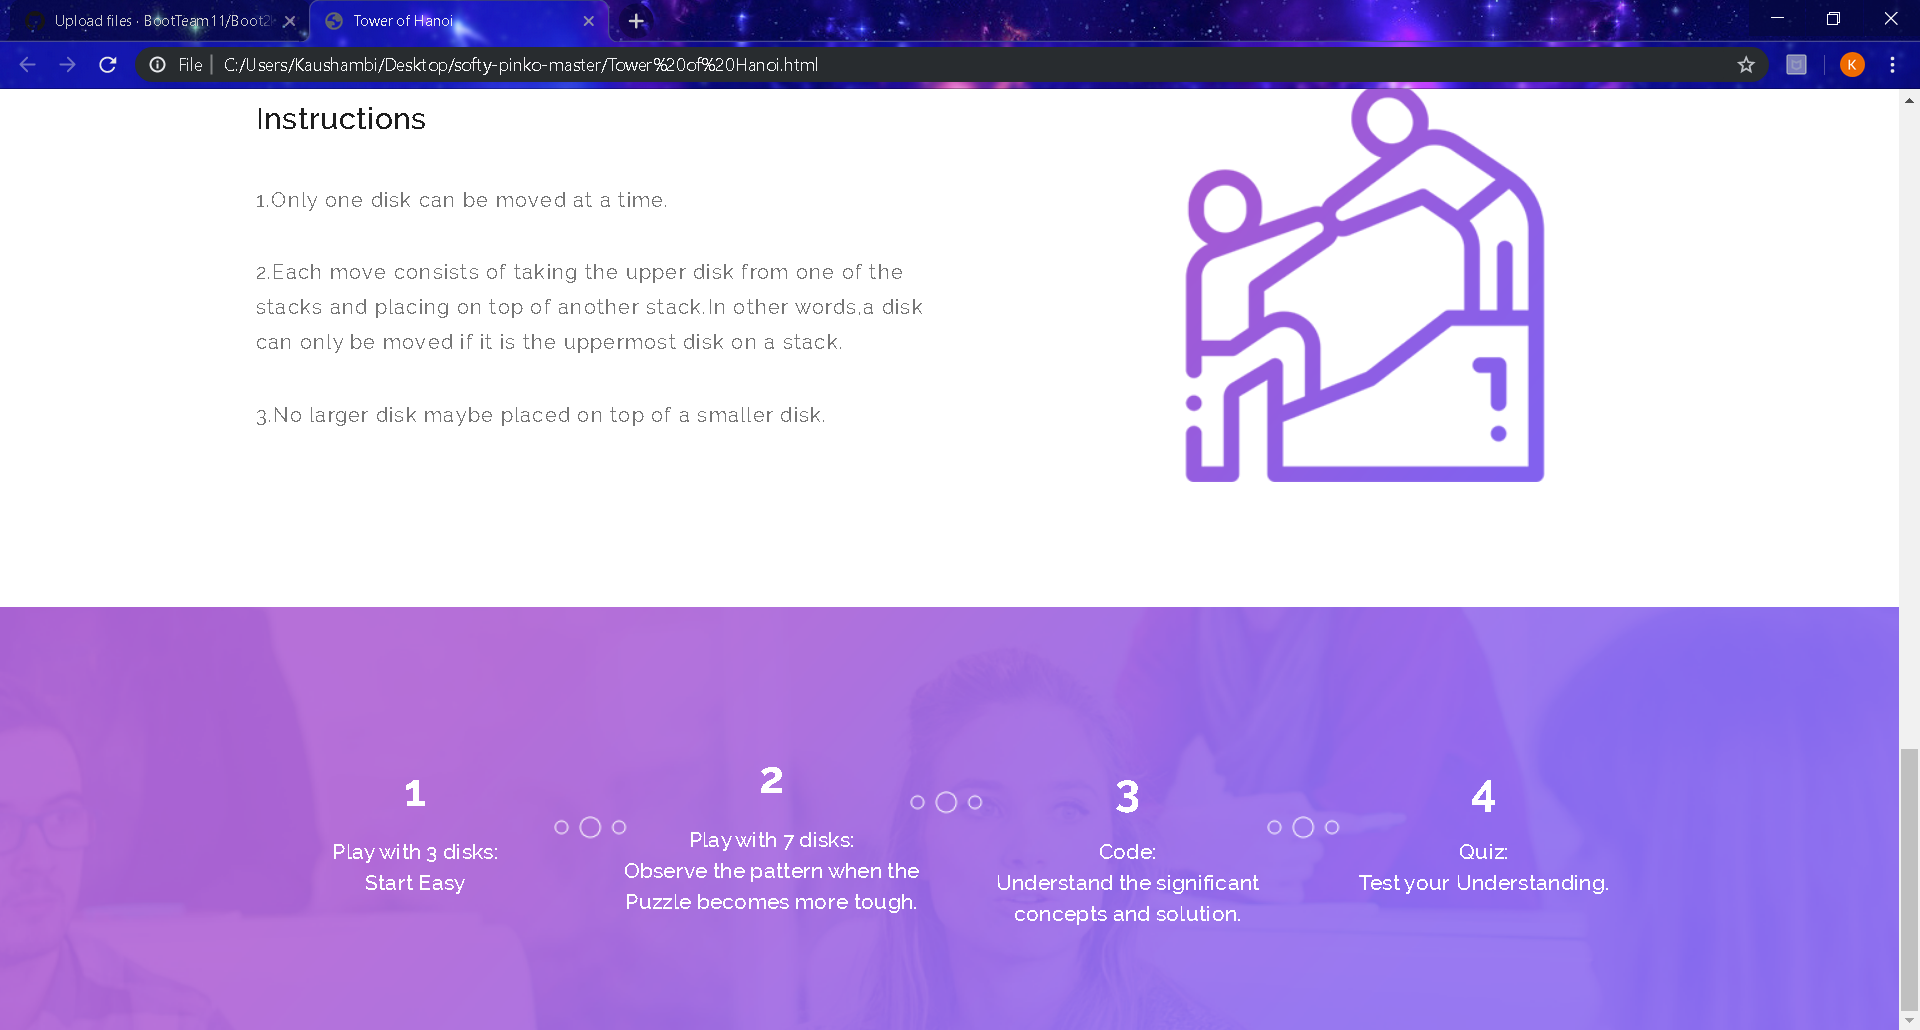 Upload files · BootTeam11/Boot2
Tower of Hanoi
File
C:/Users/Kaushambi/Desktop/softy-pinko-master/Tower%20of%20Hanoi.html
K
Instructions
1.Only one disk can be moved at a time.
2.Each move consists of taking the upper disk from one of the
stacks and placing on top of another stack.In other words,a disk
can only be moved if it is the uppermost disk on a stack.
3.No larger disk maybe placed on top of a smaller disk.
1
Play with 3 disks:
Start Easy
2
Play with 7 disks:
Observe the pattern when the
Puzzle becomes more tough.
3
Code:
Understand the significant
concepts and solution.
4
Quiz:
Test your Understanding.